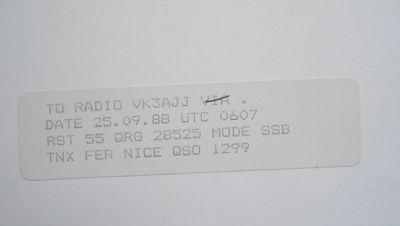 TO RADIO VK3AJJ VIA .
DATE 25.09.88 UTC 0607
RST 55 QRG 28525 MODE SSB
TNX FER NICE QSO 1299